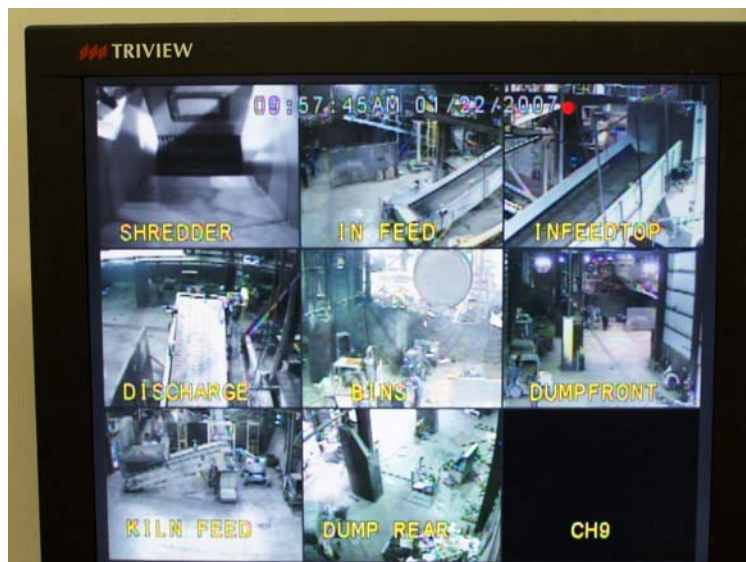 TRIVIEW
09:57:45AM 01/22/2007
SHREDDER
IN FEED
INFEEDTOP
DISCHARGE
BINS
DUMPFRONT
KILN FEED
DUMP REAR
CH9